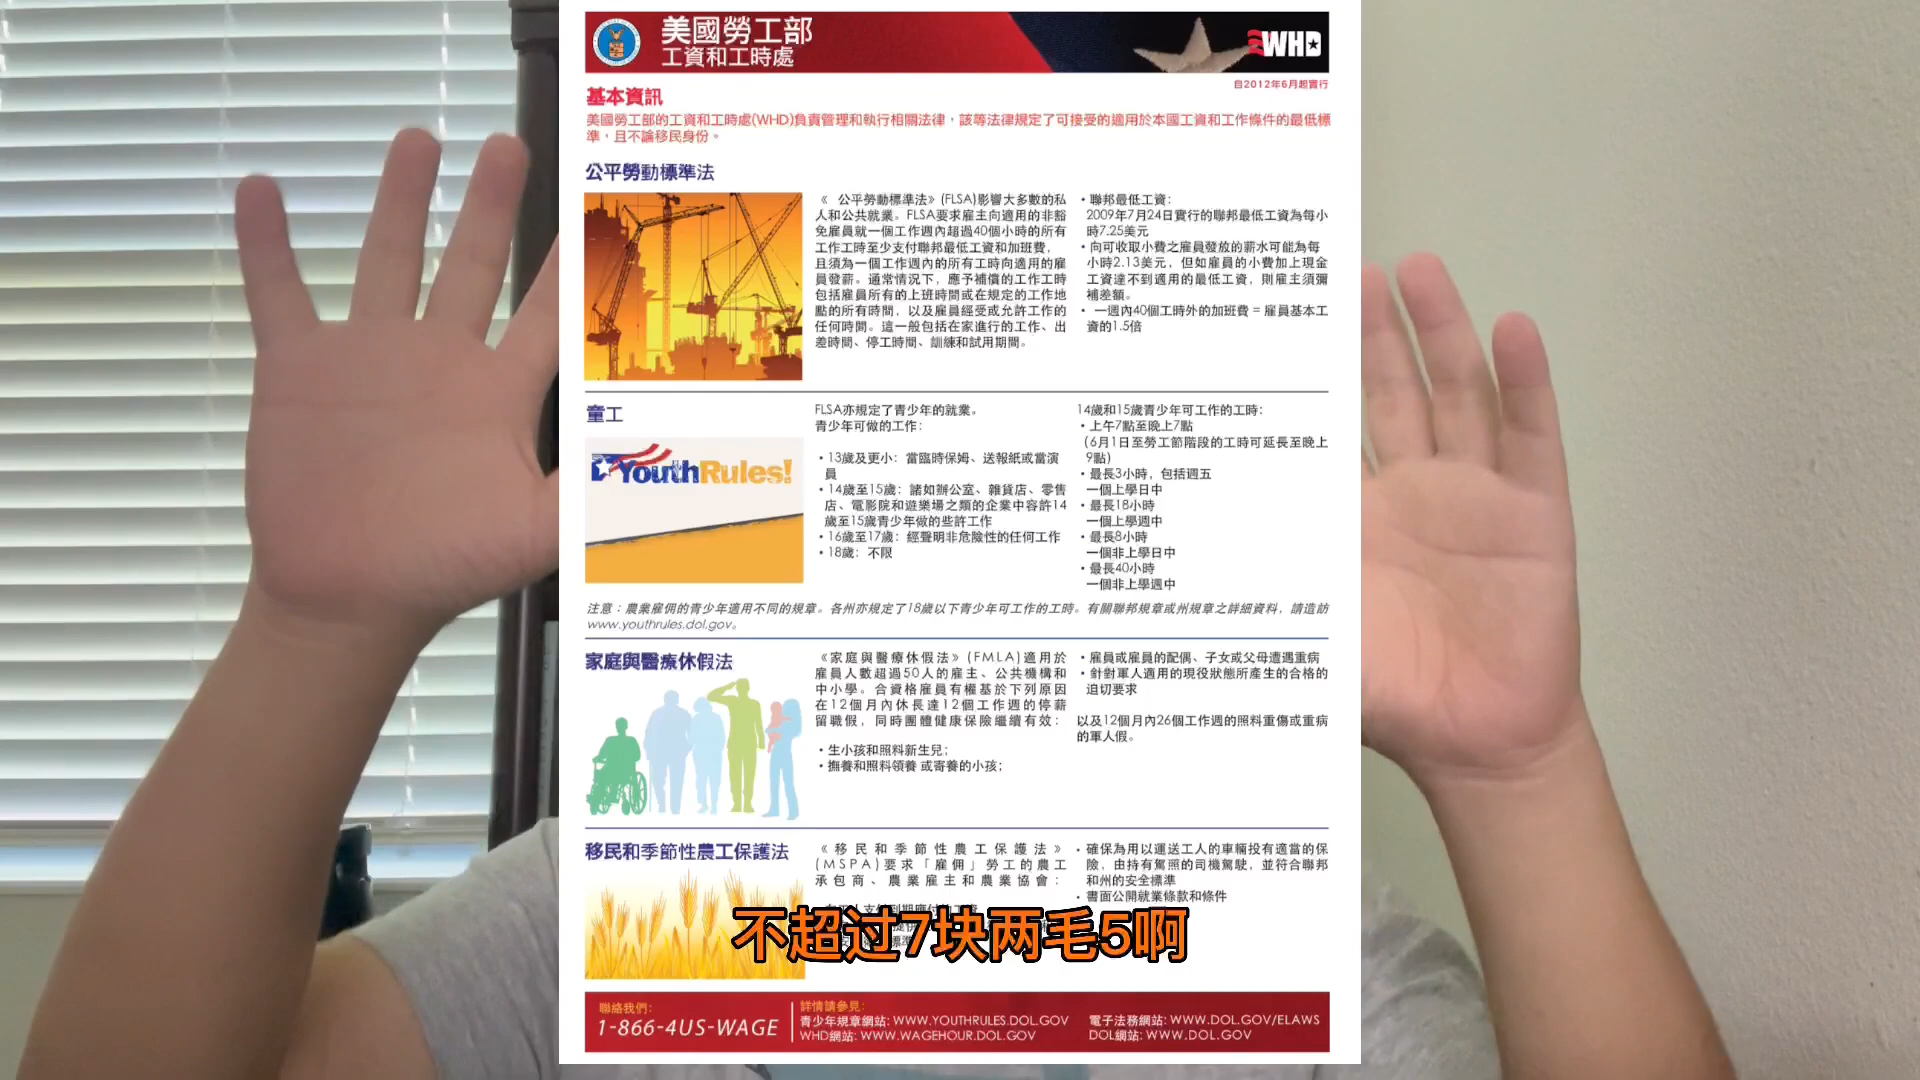 美國勞工部
工資和工時處
WHD
自2012年6月起實行
基本資訊
美國勞工部的工資和工時處(WHD)負責管理和執行相關法律，該等法律規定了可接受的適用於本國工資和工作條件的最低標
準，且不論移民身份。
公平勞動標準法
《 公平勞動標準法》(FLSA)影響大多數的私
人和公共就業。FLSA要求雇主向適用的非豁
免雇員就一個工作週內超過40個小時的所有
工作工時至少支付聯邦最低工資和加班費，
且須為一個工作週內的所有工時向適用的雇
員發薪。通常情況下，應予補償的工作工時
包括雇員所有的上班時間或在規定的工作地
點的所有時間，以及雇員經受或允許工作的
任何時間。這一般包括在家進行的工作、出
差時間、停工時間、訓練和試用期間。
• 聯邦最低工資：
2009年7月24日實行的聯邦最低工資為每小
時7.25美元
• 向可收取小費之雇員發放的薪水可能為每
小時2.13美元，但如雇員的小費加上現金
工資達不到適用的最低工資，則雇主須彌
補差額。
• 一週內40個工時外的加班費 = 雇員基本工
資的1.5倍
童工
YouthRules!
FLSA亦規定了青少年的就業。
青少年可做的工作：
• 13歲及更小：當臨時保姆、送報紙或當演
員
• 14歲至15歲：諸如辦公室、雜貨店、零售
店、電影院和遊樂場之類的企業中容許14
歲至15歲青少年做的些許工作
• 16歲至17歲：經聲明非危險性的任何工作
• 18歲：不限
14歲和15歲青少年可工作的工時：
• 上午7點至晚上7點
（6月1日至勞工節階段的工時可延長至晚上
9點）
• 最長3小時，包括週五
一個上學日中
• 最長18小時
一個上學週中
• 最長8小時
一個非上學日中
• 最長40小時
一個非上學週中
注意：農業雇佣的青少年適用不同的規章。各州亦規定了18歲以下青少年可工作的工時。有關聯邦規章或州規章之詳細資料，請造訪
www.youthrules.dol.gov。
家庭與醫療休假法
《家庭與醫療休假法》(FMLA)適用於
雇員人數超過50人的雇主、公共機構和
中小學。合資格雇員有權基於下列原因
在12個月內休長達12個工作週的停薪
留職假，同時團體健康保險繼續有效：
• 生小孩和照料新生兒；
• 撫養和照料領養 或寄養的小孩；
• 雇員或雇員的配偶、子女或父母遭遇重病
• 針對軍人適用的現役狀態所產生的合格的
迫切要求
以及12個月內26個工作週的照料重傷或重病
的軍人假。
移民和季節性農工保護法
《移民和季節性農工保護法》
(MSPA)要求「雇佣」勞工的農工
承包商、農業雇主和農業協會：
• 確保為用以運送工人的車輛投有適當的保
險，由持有駕照的司機駕駛，並符合聯邦
和州的安全標準
• 書面公開就業條款和條件
不超过7块两毛5啊
聯絡我們：
1-866-4US-WAGE
詳情請參見：
青少年規章網站: WWW.YOUTHRULES.DOL.GOV
WHD網站: WWW.WAGEHOUR.DOL.GOV
電子法務網站: WWW.DOL.GOV/ELAWS
DOL網站: WWW.DOL.GOV